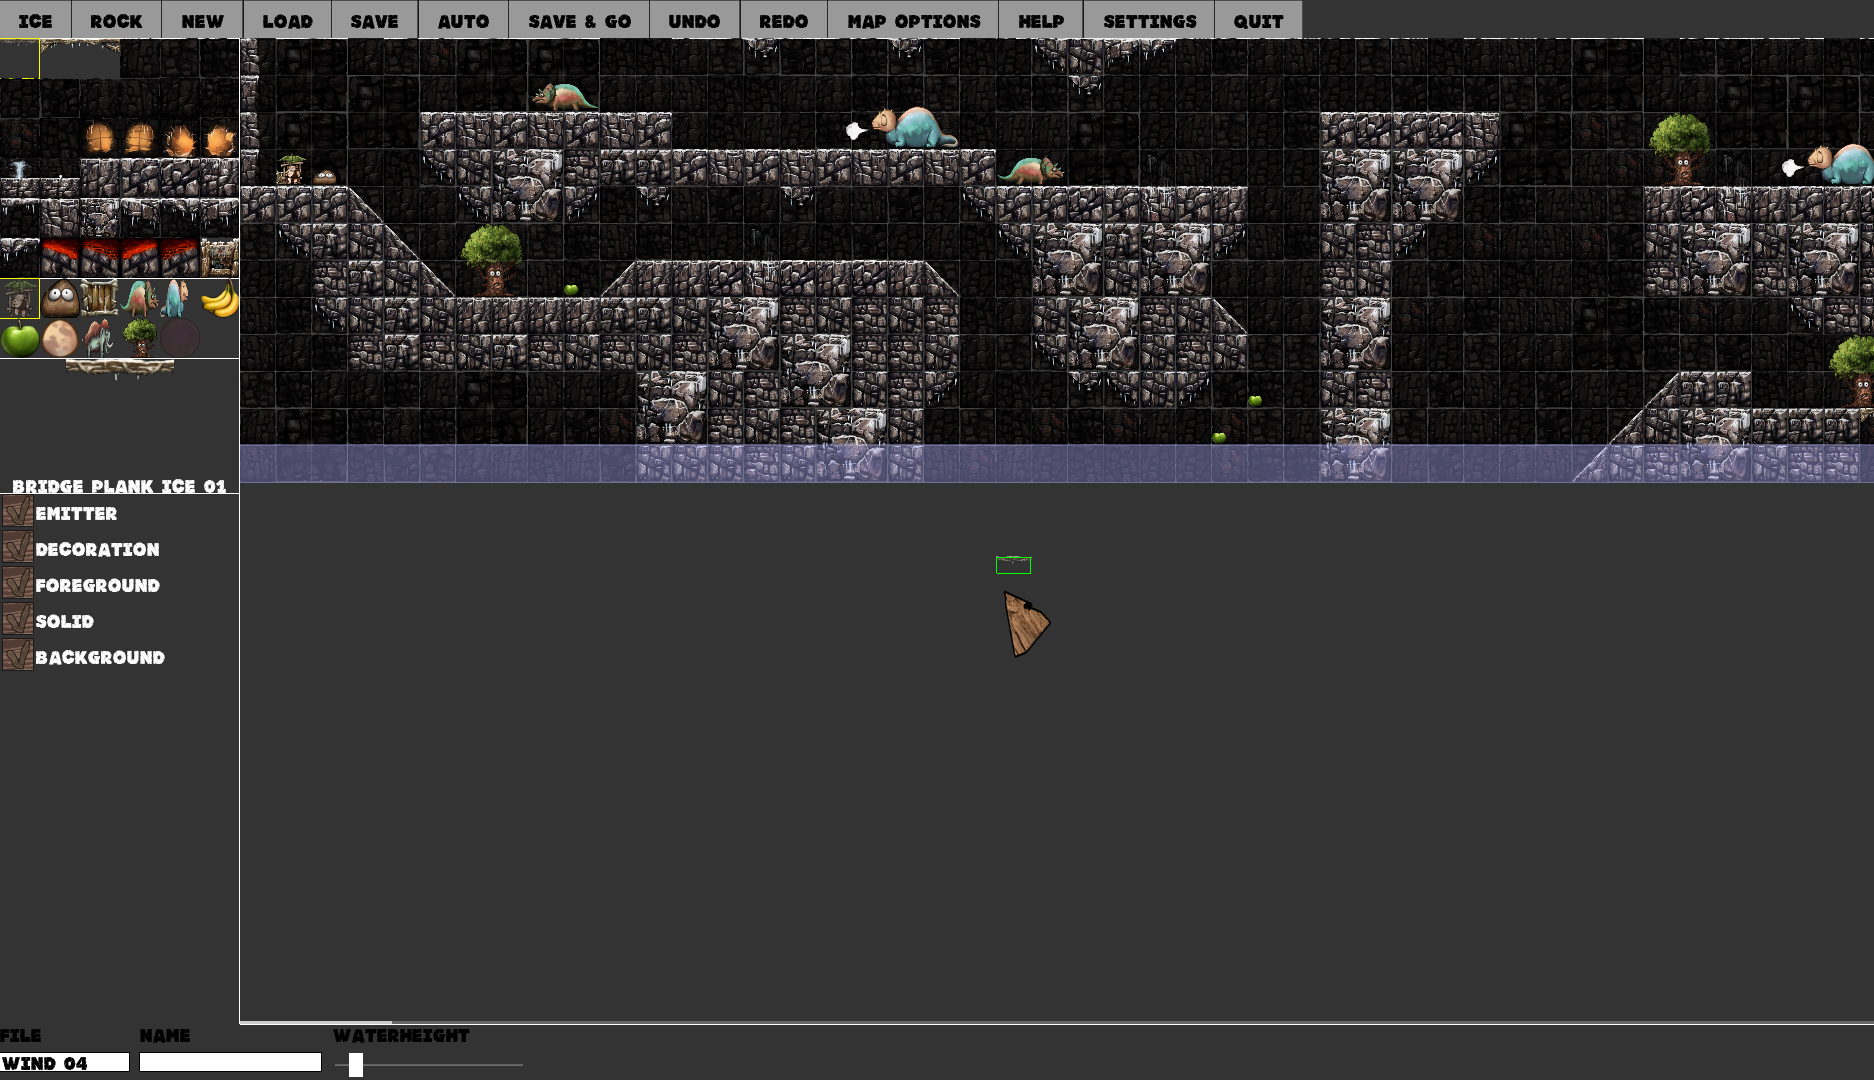 ICE ROCK NEW LOAD SAVE AUTO SAVE & GO UNDO REDO MAP OPTIONS HELP SETTINGS QUIT
BRIDGE PLANK ICE 01
EMITTER
DECORATION
FOREGROUND
SOLID
BACKGROUND
FILE NAME WATERHEIGHT
WIND 04